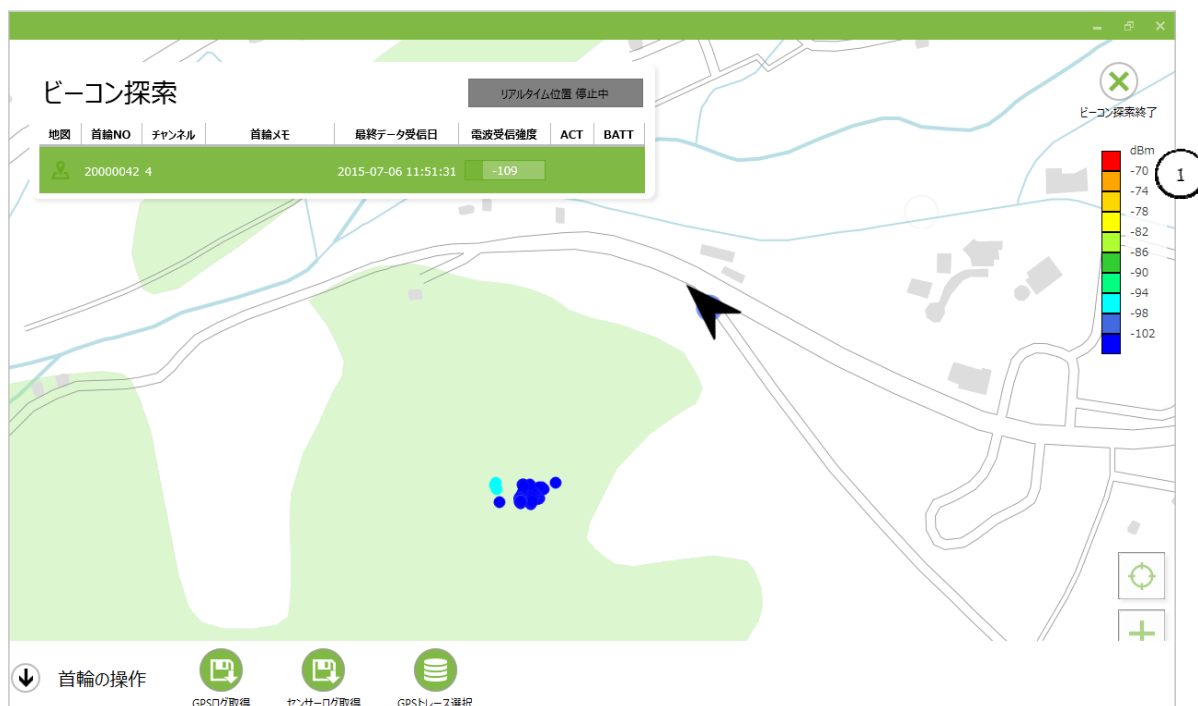 ビーコン探索
リアルタイム位置 停止中
地図 首輪NO チャンネル 首輪メモ 最終データ受信日 電波受信強度 ACT BATT
20000042 4 2015-07-06 11:51:31 -109
ビーコン探索終了
dBm
-70
-74
-78
-82
-86
-90
-94
-98
-102
1
首輪の操作
GPSログ取得
センサーログ取得
GPSトレース選択